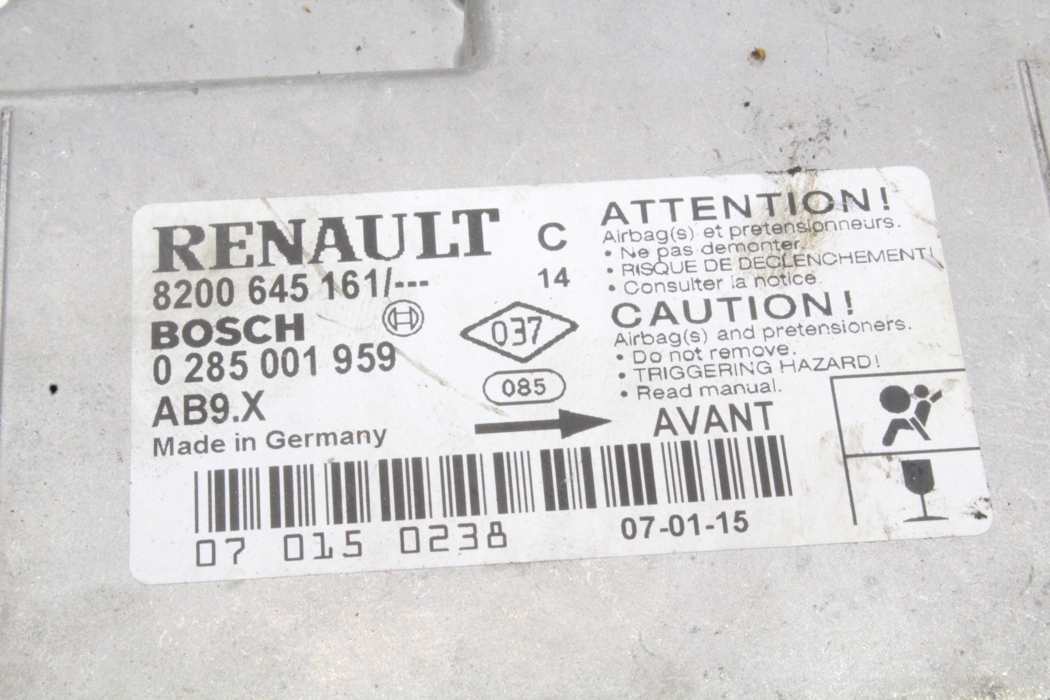 RENAULT C
8200 645 161/--- 14
BOSCH
0 285 001 959
AB9.X
Made in Germany
037
085
ATTENTION!
Airbag(s) et pretensionneurs.
• Ne pas demonter.
• RISQUE DE DECLENCHEMENT!
• Consulter la notice.
CAUTION!
Airbag(s) and pretensioners.
• Do not remove.
• TRIGGERING HAZARD!
• Read manual.
AVANT
07 015 0238
07-01-15